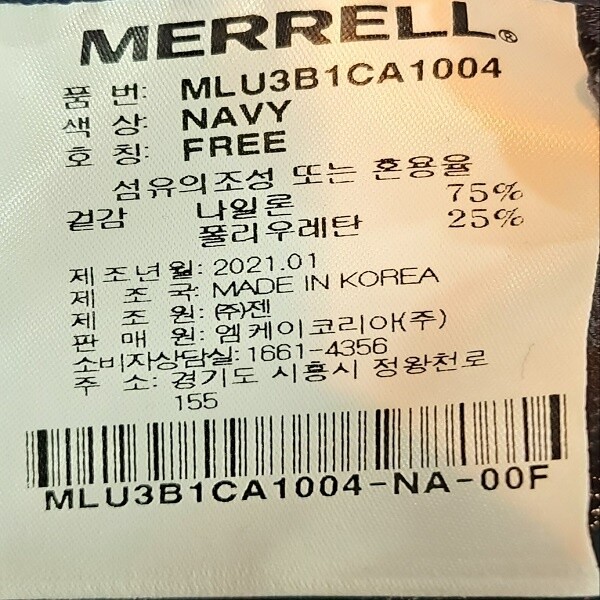 MERRELL®
품 번: MLU3B1CA1004
색 상: NAVY
호 칭: FREE
섬유의조성 또는 혼용율
겉감 나일론 75%
폴리우레탄 25%
제조년월: 2021.01
제 조 국: MADE IN KOREA
제 조 원: (주)젠
판 매 원: 엠케이코리아(주)
소비자상담실: 1661-4356
주 소: 경기도 시흥시 정왕천로
155
MLU3B1CA1004-NA-00F